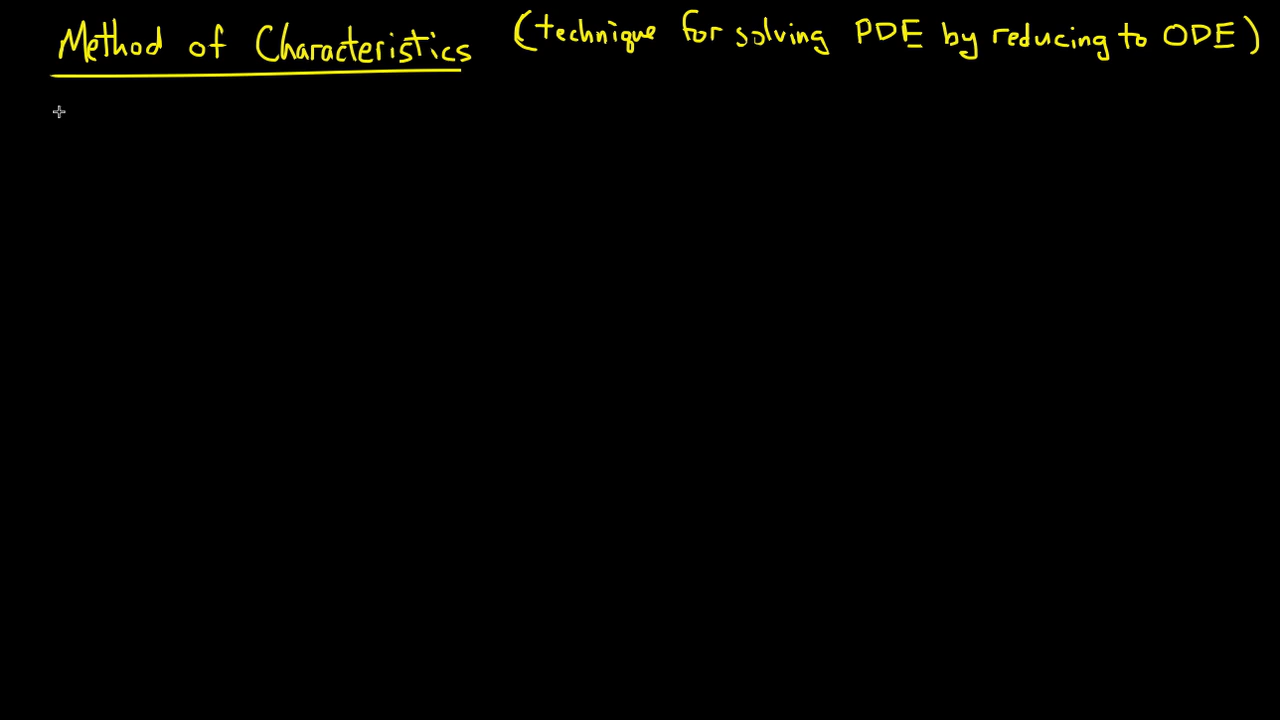 Method of Characteristics (technique for solving PDE by reducing to ODE)